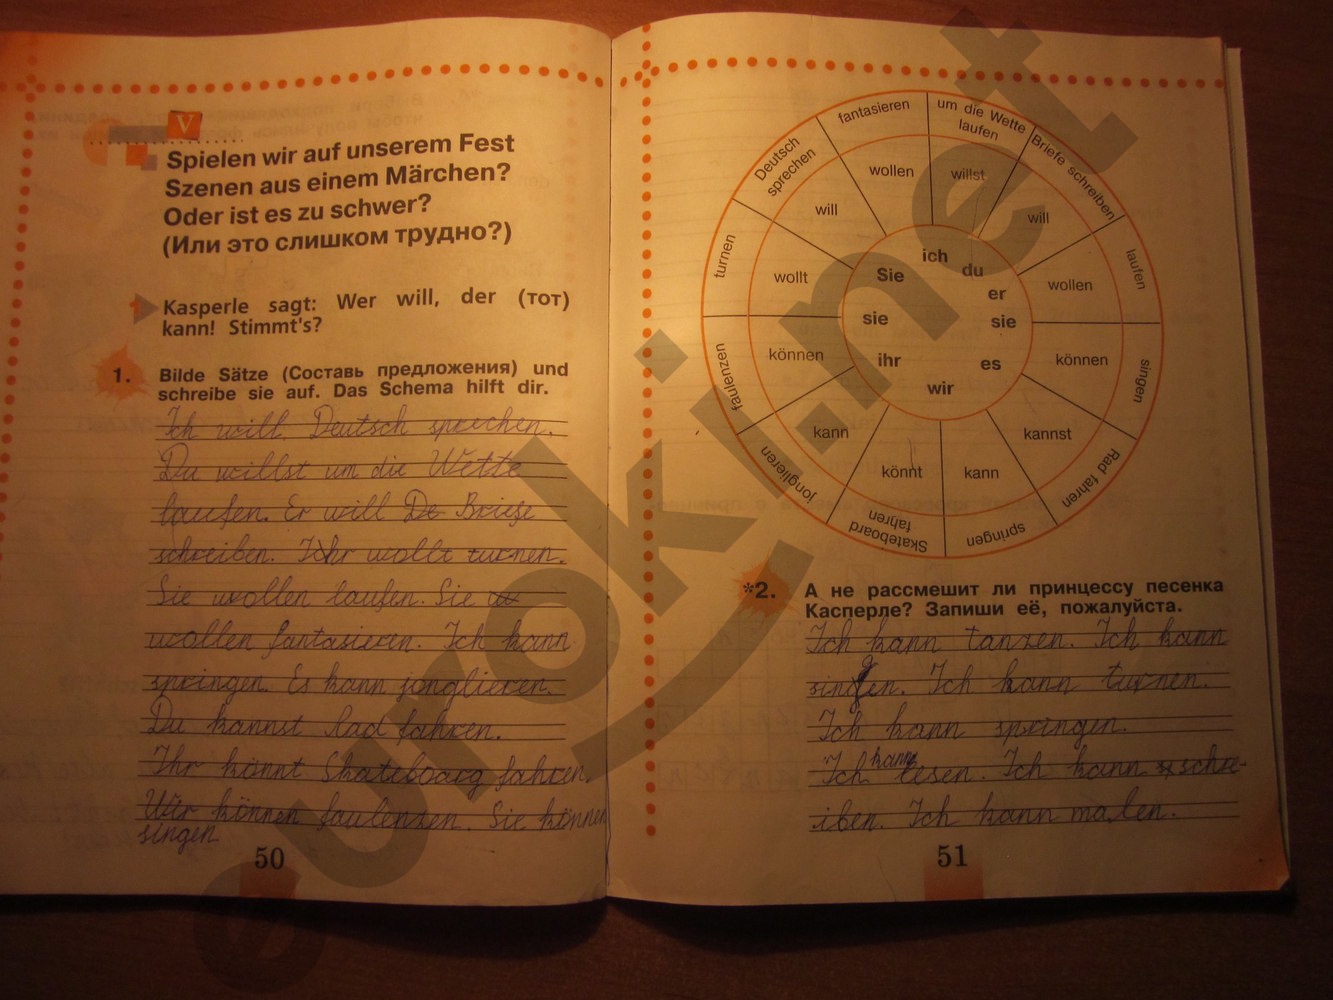 V
Spielen wir auf unserem Fest
Szenen aus einem Märchen?
Oder ist es zu schwer?
(Или это слишком трудно?)
1 Kasperle sagt: Wer will, der (тот)
kann! Stimmt's?
1. Bilde Sätze (Составь предложения) und
schreibe sie auf. Das Schema hilft dir.
Ich will Deutsch sprechen.
Du willst um die Wette
laufen. Er will De Briefe
schreiben. Ihr wollt turnen.
Sie wollen laufen. Sie w
wollen fantasieren. Ich kann
springen. Es kann jonglieren.
Du kannst Rad fahren.
Ihr könnt Skateboarg fahren.
Wir können faulenzen. Sie können
singen
50
fantasieren
um die Wette
laufen
Briefe schreiben
laufen
singen
Rad fahren
springen
Skateboard
fahren
jonglieren
faulenzen
turnen
Deutsch
sprechen
wollen
willst
will
wollen
können
kannst
kann
könnt
kann
können
wollt
will
ich
du
er
sie
es
wir
ihr
sie
Sie
*2. А не рассмешит ли принцессу песенка
Касперле? Запиши её, пожалуйста.
Ich kann tanzen. Ich kann
singen. Ich kann turnen.
Ich kann springen.
Ich kann lesen. Ich kann schre-
iben. Ich kann malen.
51
euroki.net